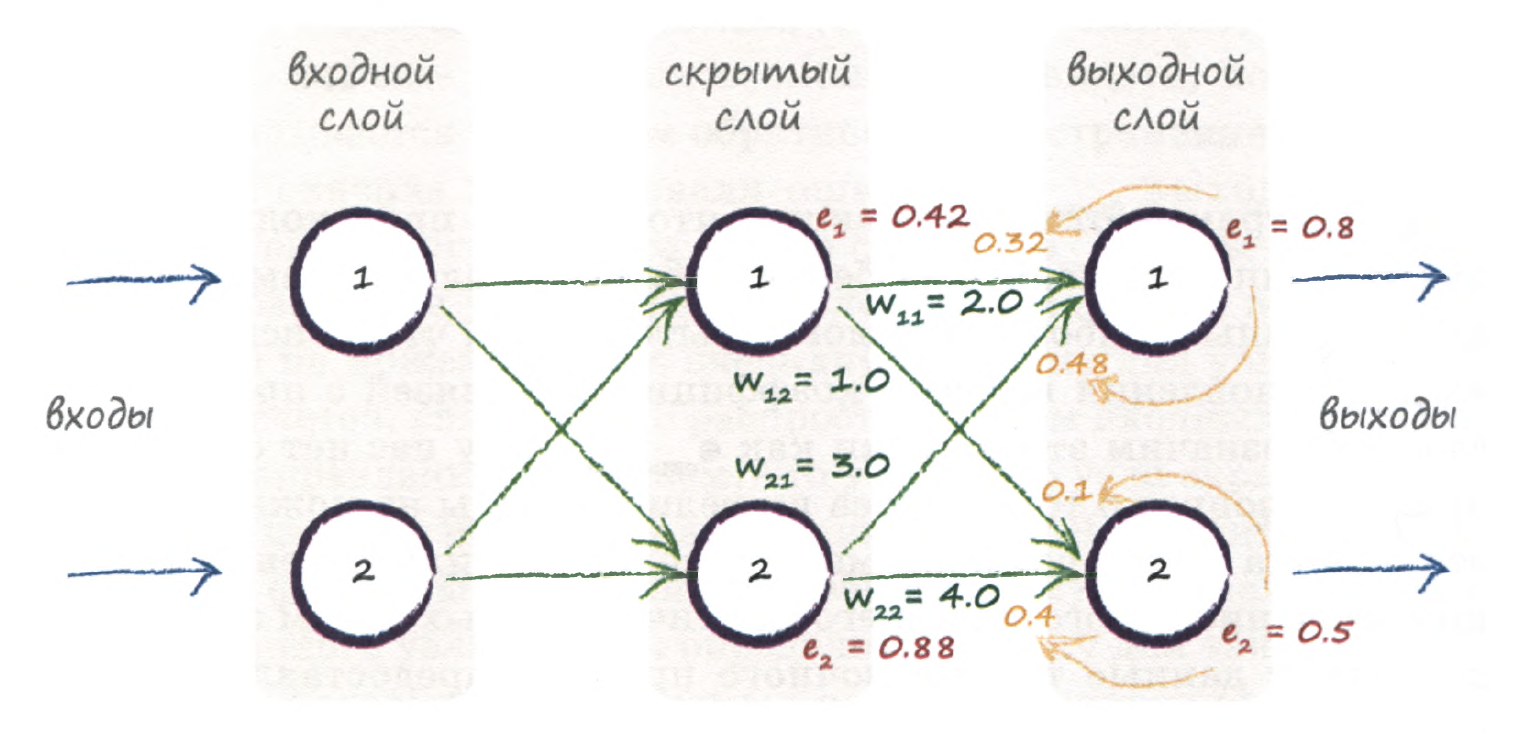 входной
слой
скрытый
слой
выходной
слой
e₁ = 0.42
0.32
e₁ = 0.8
1
1
1
w₁₁= 2.0
0.48
w₁₂= 1.0
входы
выходы
w₂₁= 3.0
0.1
2
2
2
w₂₂= 4.0
0.4
e₂ = 0.88
e₂ = 0.5